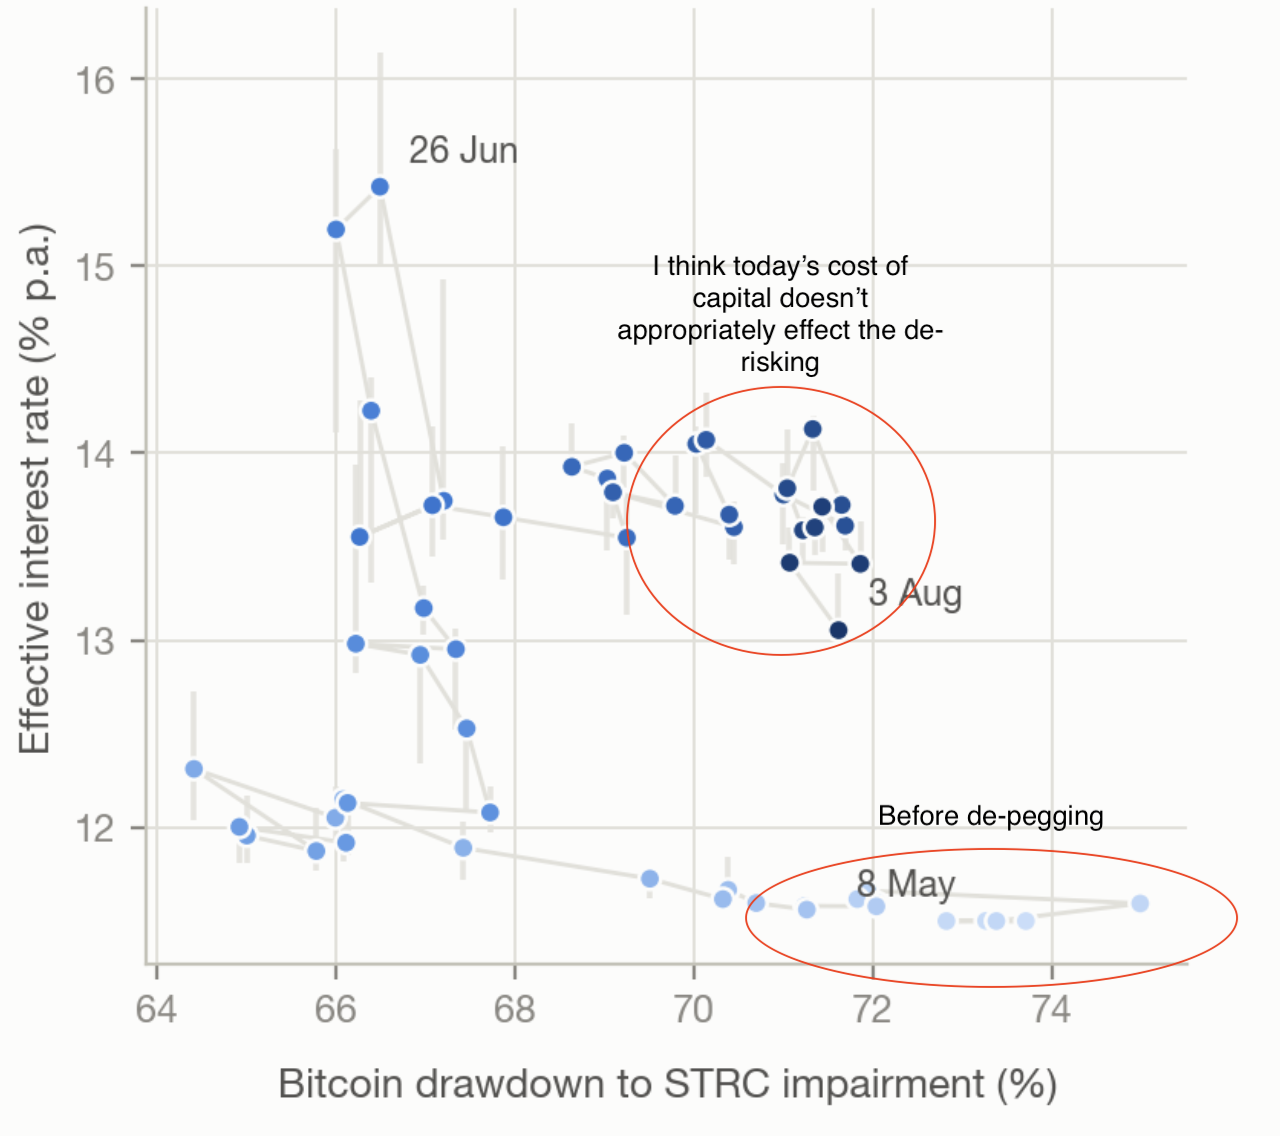 16
26 Jun
15
I think today’s cost of
capital doesn’t
appropriately effect the de-
risking
14
3 Aug
13
Before de-pegging
12
8 May
Effective interest rate (% p.a.)
64
66
68
70
72
74
Bitcoin drawdown to STRC impairment (%)